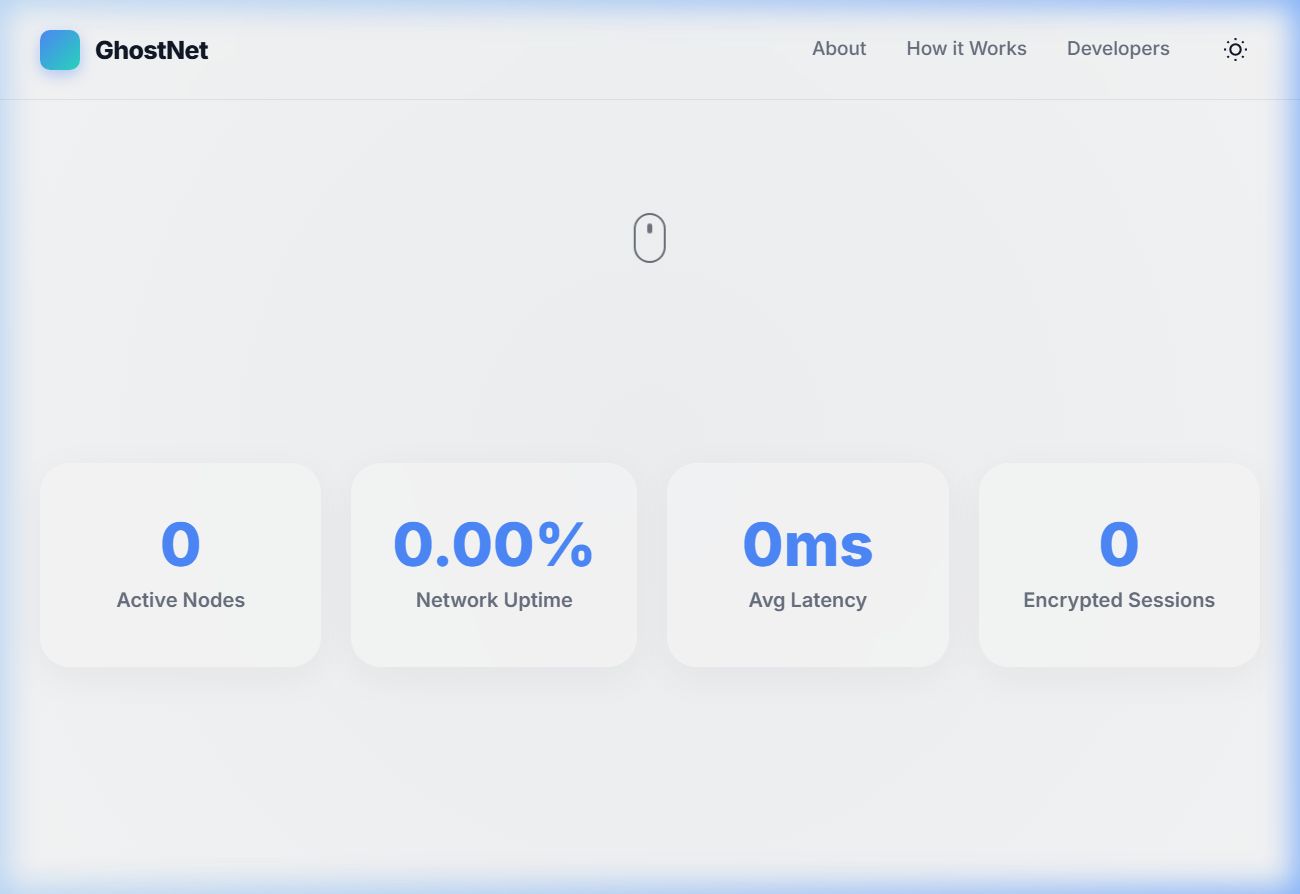 GhostNet
About How it Works Developers
0
Active Nodes
0.00%
Network Uptime
0ms
Avg Latency
0
Encrypted Sessions